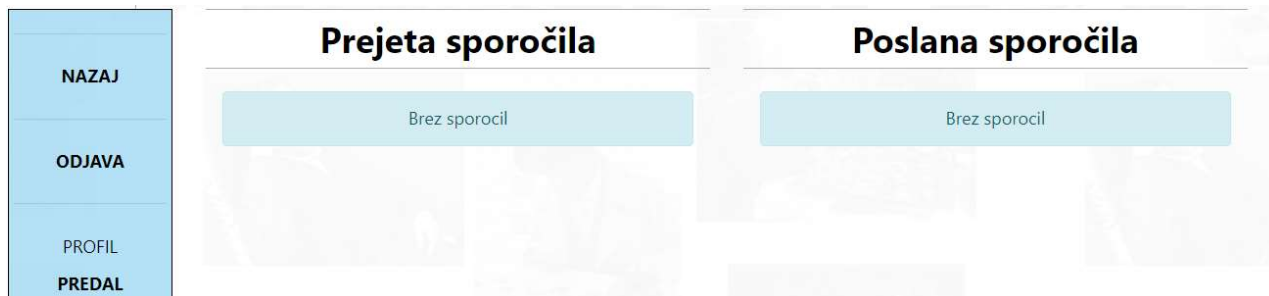 NAZAJ
ODJAVA
PROFIL
PREDAL
Prejeta sporočila
Brez sporocil
Poslana sporočila
Brez sporocil